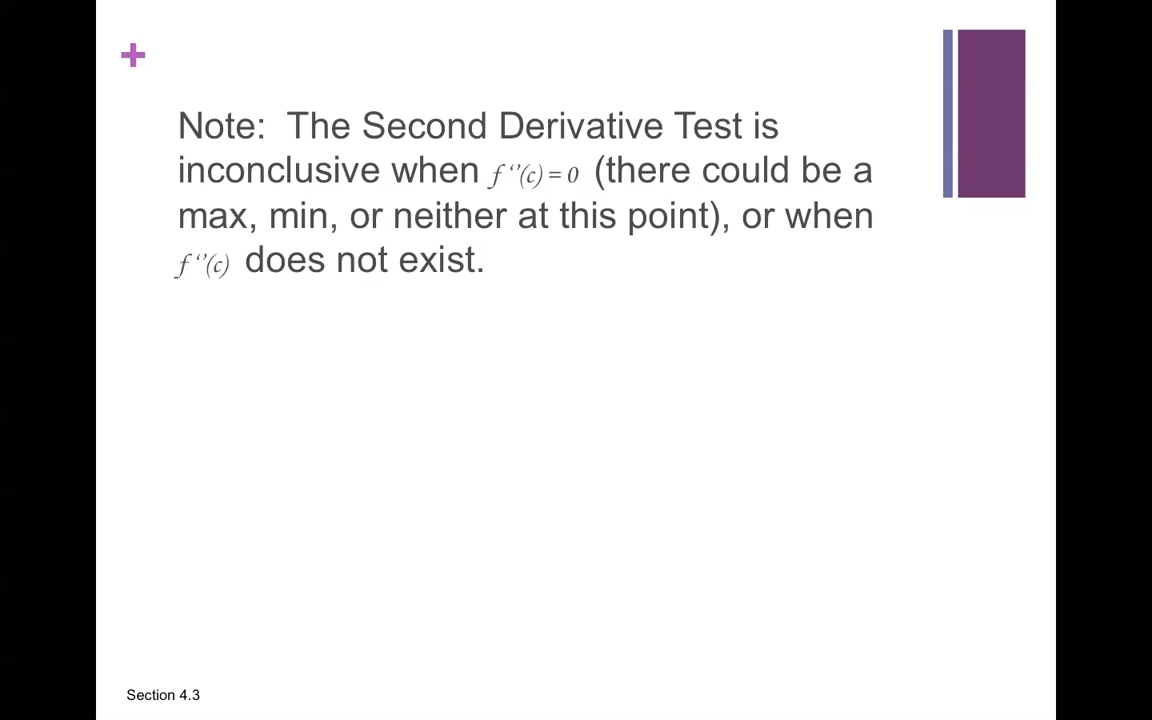 +
Note:  The Second Derivative Test is
inconclusive when f ‘’(c) = 0 (there could be a
max, min, or neither at this point), or when
f ‘’(c) does not exist.
Section 4.3